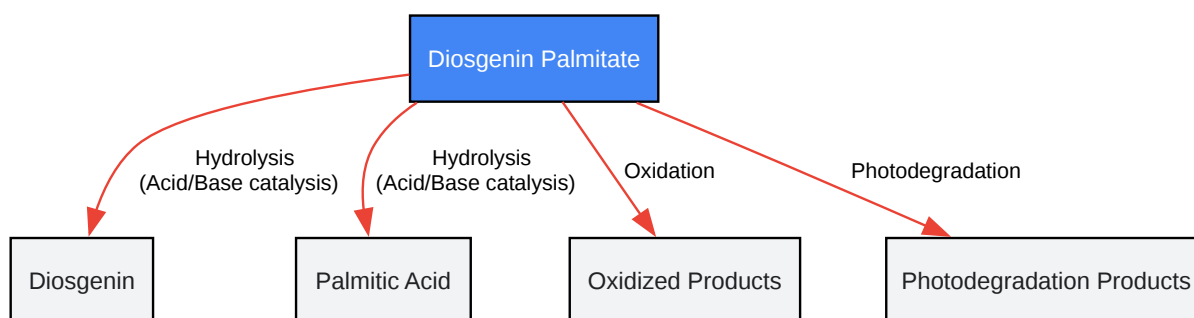 Diosgenin Palmitate
Hydrolysis
(Acid/Base catalysis)
Hydrolysis
(Acid/Base catalysis)
Oxidation
Photodegradation
Diosgenin
Palmitic Acid
Oxidized Products
Photodegradation Products